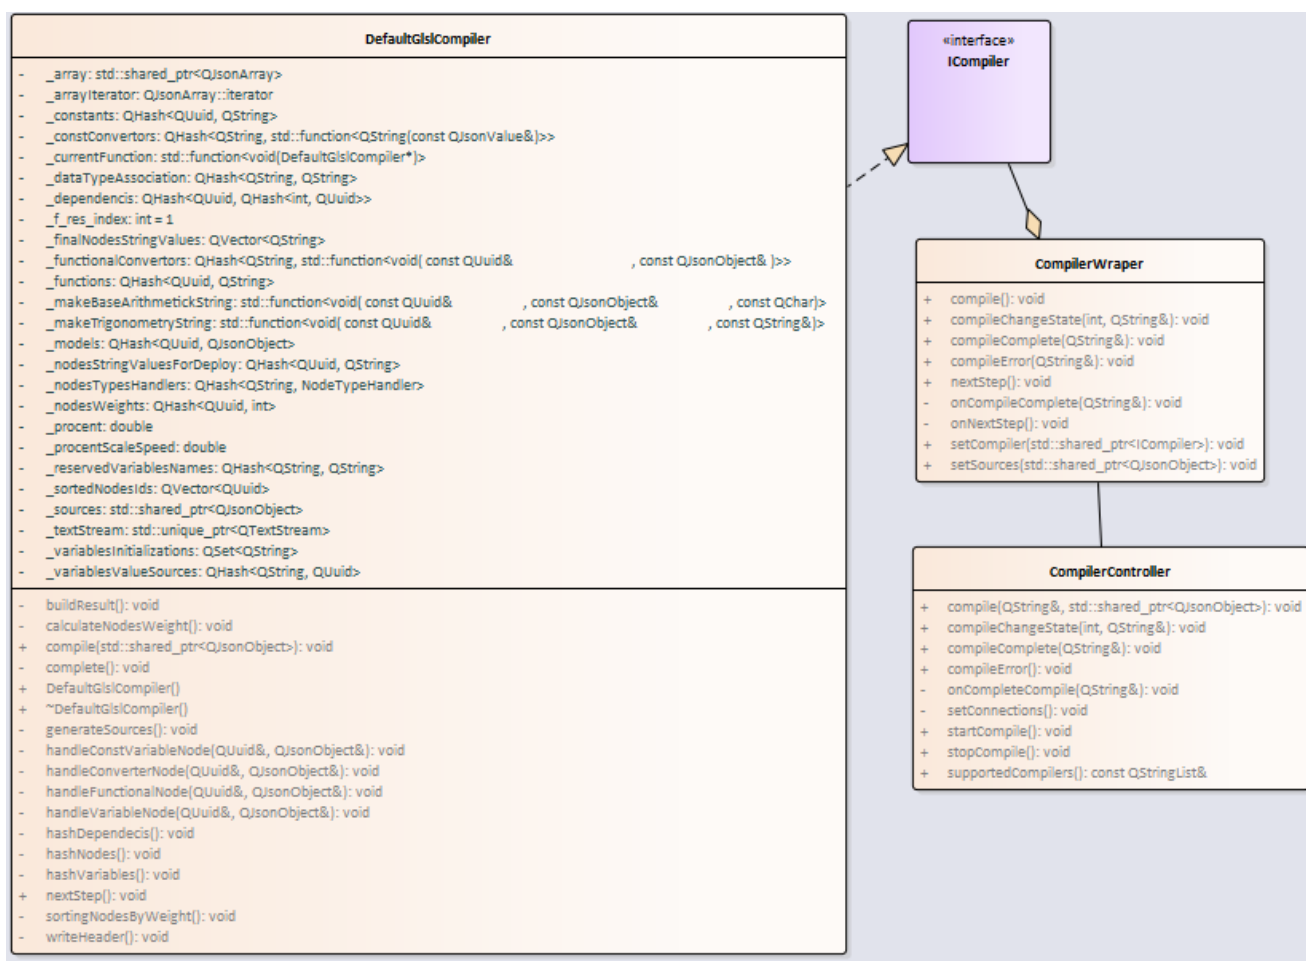 DefaultGlslCompiler
- _array: std::shared_ptr<QJsonArray>
- _arrayIterator: QJsonArray::iterator
- _constants: QHash<QUuid, QString>
- _constConvertors: QHash<QString, std::function<QString(const QJsonValue&)>>
- _currentFunction: std::function<void(DefaultGlslCompiler*)>
- _dataTypeAssociation: QHash<QString, QString>
- _dependencis: QHash<QUuid, QHash<int, QUuid>>
- _f_res_index: int = 1
- _finalNodesStringValues: QVector<QString>
- _functionalConvertors: QHash<QString, std::function<void( const QUuid& , const QJsonObject& )>>
- _functions: QHash<QUuid, QString>
- _makeBaseArithmetickString: std::function<void( const QUuid& , const QJsonObject& , const QChar)>
- _makeTrigonometryString: std::function<void( const QUuid& , const QJsonObject& , const QString&)>
- _models: QHash<QUuid, QJsonObject>
- _nodesStringValuesForDeploy: QHash<QUuid, QString>
- _nodesTypesHandlers: QHash<QString, NodeTypeHandler>
- _nodesWeights: QHash<QUuid, int>
- _procent: double
- _procentScaleSpeed: double
- _reservedVariablesNames: QHash<QString, QString>
- _sortedNodesIds: QVector<QUuid>
- _sources: std::shared_ptr<QJsonObject>
- _textStream: std::unique_ptr<QTextStream>
- _variablesInitializations: QSet<QString>
- _variablesValueSources: QHash<QString, QUuid>
- buildResult(): void
- calculateNodesWeight(): void
+ compile(std::shared_ptr<QJsonObject>): void
- complete(): void
+ DefaultGlslCompiler()
+ ~DefaultGlslCompiler()
- generateSources(): void
- handleConstVariableNode(QUuid&, QJsonObject&): void
- handleConverterNode(QUuid&, QJsonObject&): void
- handleFunctionalNode(QUuid&, QJsonObject&): void
- handleVariableNode(QUuid&, QJsonObject&): void
- hashDependecis(): void
- hashNodes(): void
- hashVariables(): void
+ nextStep(): void
- sortingNodesByWeight(): void
- writeHeader(): void
«interface»
ICompiler
CompilerWraper
+ compile(): void
+ compileChangeState(int, QString&): void
+ compileComplete(QString&): void
+ compileError(QString&): void
+ nextStep(): void
- onCompileComplete(QString&): void
- onNextStep(): void
+ setCompiler(std::shared_ptr<ICompiler>): void
+ setSources(std::shared_ptr<QJsonObject>): void
CompilerController
+ compile(QString&, std::shared_ptr<QJsonObject>): void
+ compileChangeState(int, QString&): void
+ compileComplete(QString&): void
+ compileError(): void
- onCompleteCompile(QString&): void
- setConnections(): void
+ startCompile(): void
+ stopCompile(): void
+ supportedCompilers(): const QStringList&